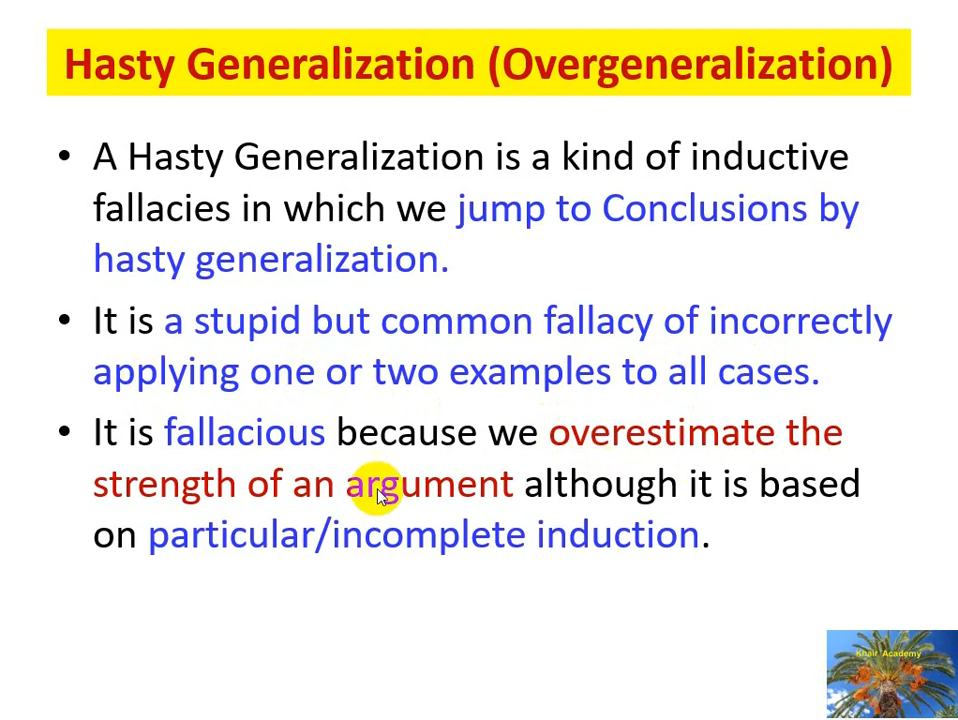 Hasty Generalization (Overgeneralization)
• A Hasty Generalization is a kind of inductive
fallacies in which we jump to Conclusions by
hasty generalization.
• It is a stupid but common fallacy of incorrectly
applying one or two examples to all cases.
• It is fallacious because we overestimate the
strength of an argument although it is based
on particular/incomplete induction.
Khair Academy